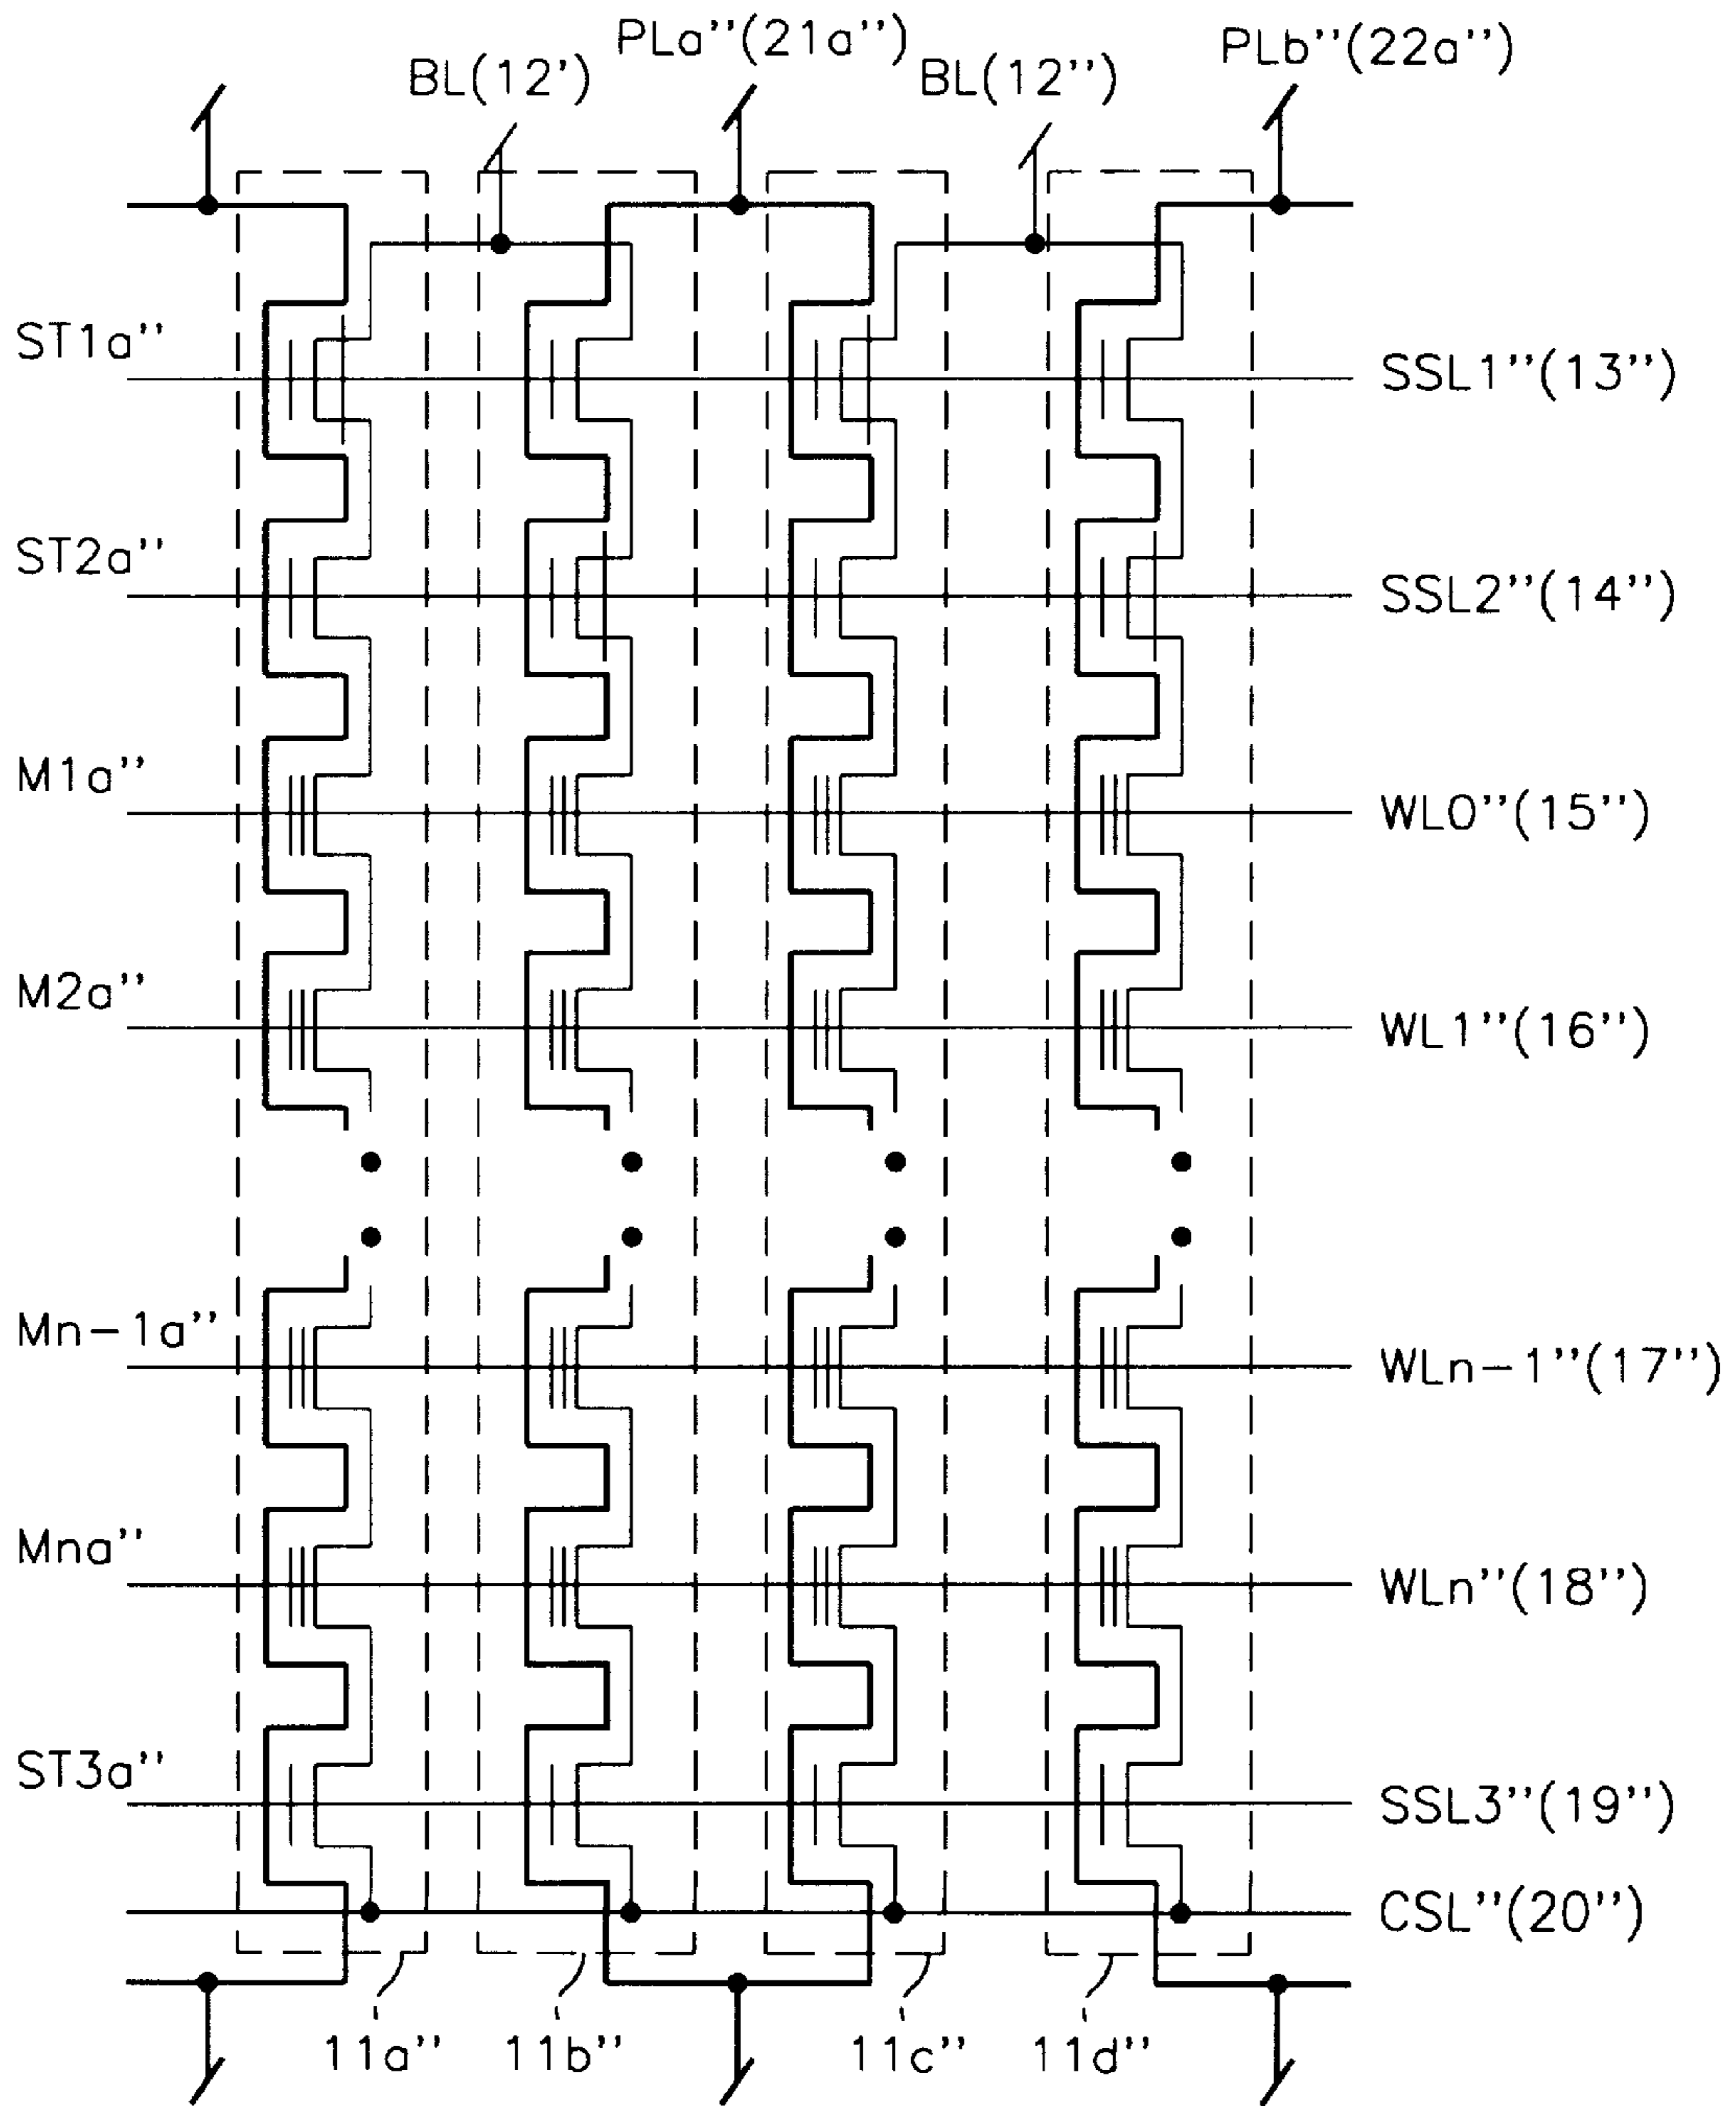 PLa”(21a”)
PLb”(22a”)
BL(12’)
BL(12”)
ST1a”
SSL1”(13”)
ST2a”
SSL2”(14”)
M1a”
WL0”(15”)
M2a”
WL1”(16”)
Mn-1a”
WLn-1”(17”)
Mna”
WLn”(18”)
ST3a”
SSL3”(19”)
CSL”(20”)
11a”
11b”
11c”
11d”